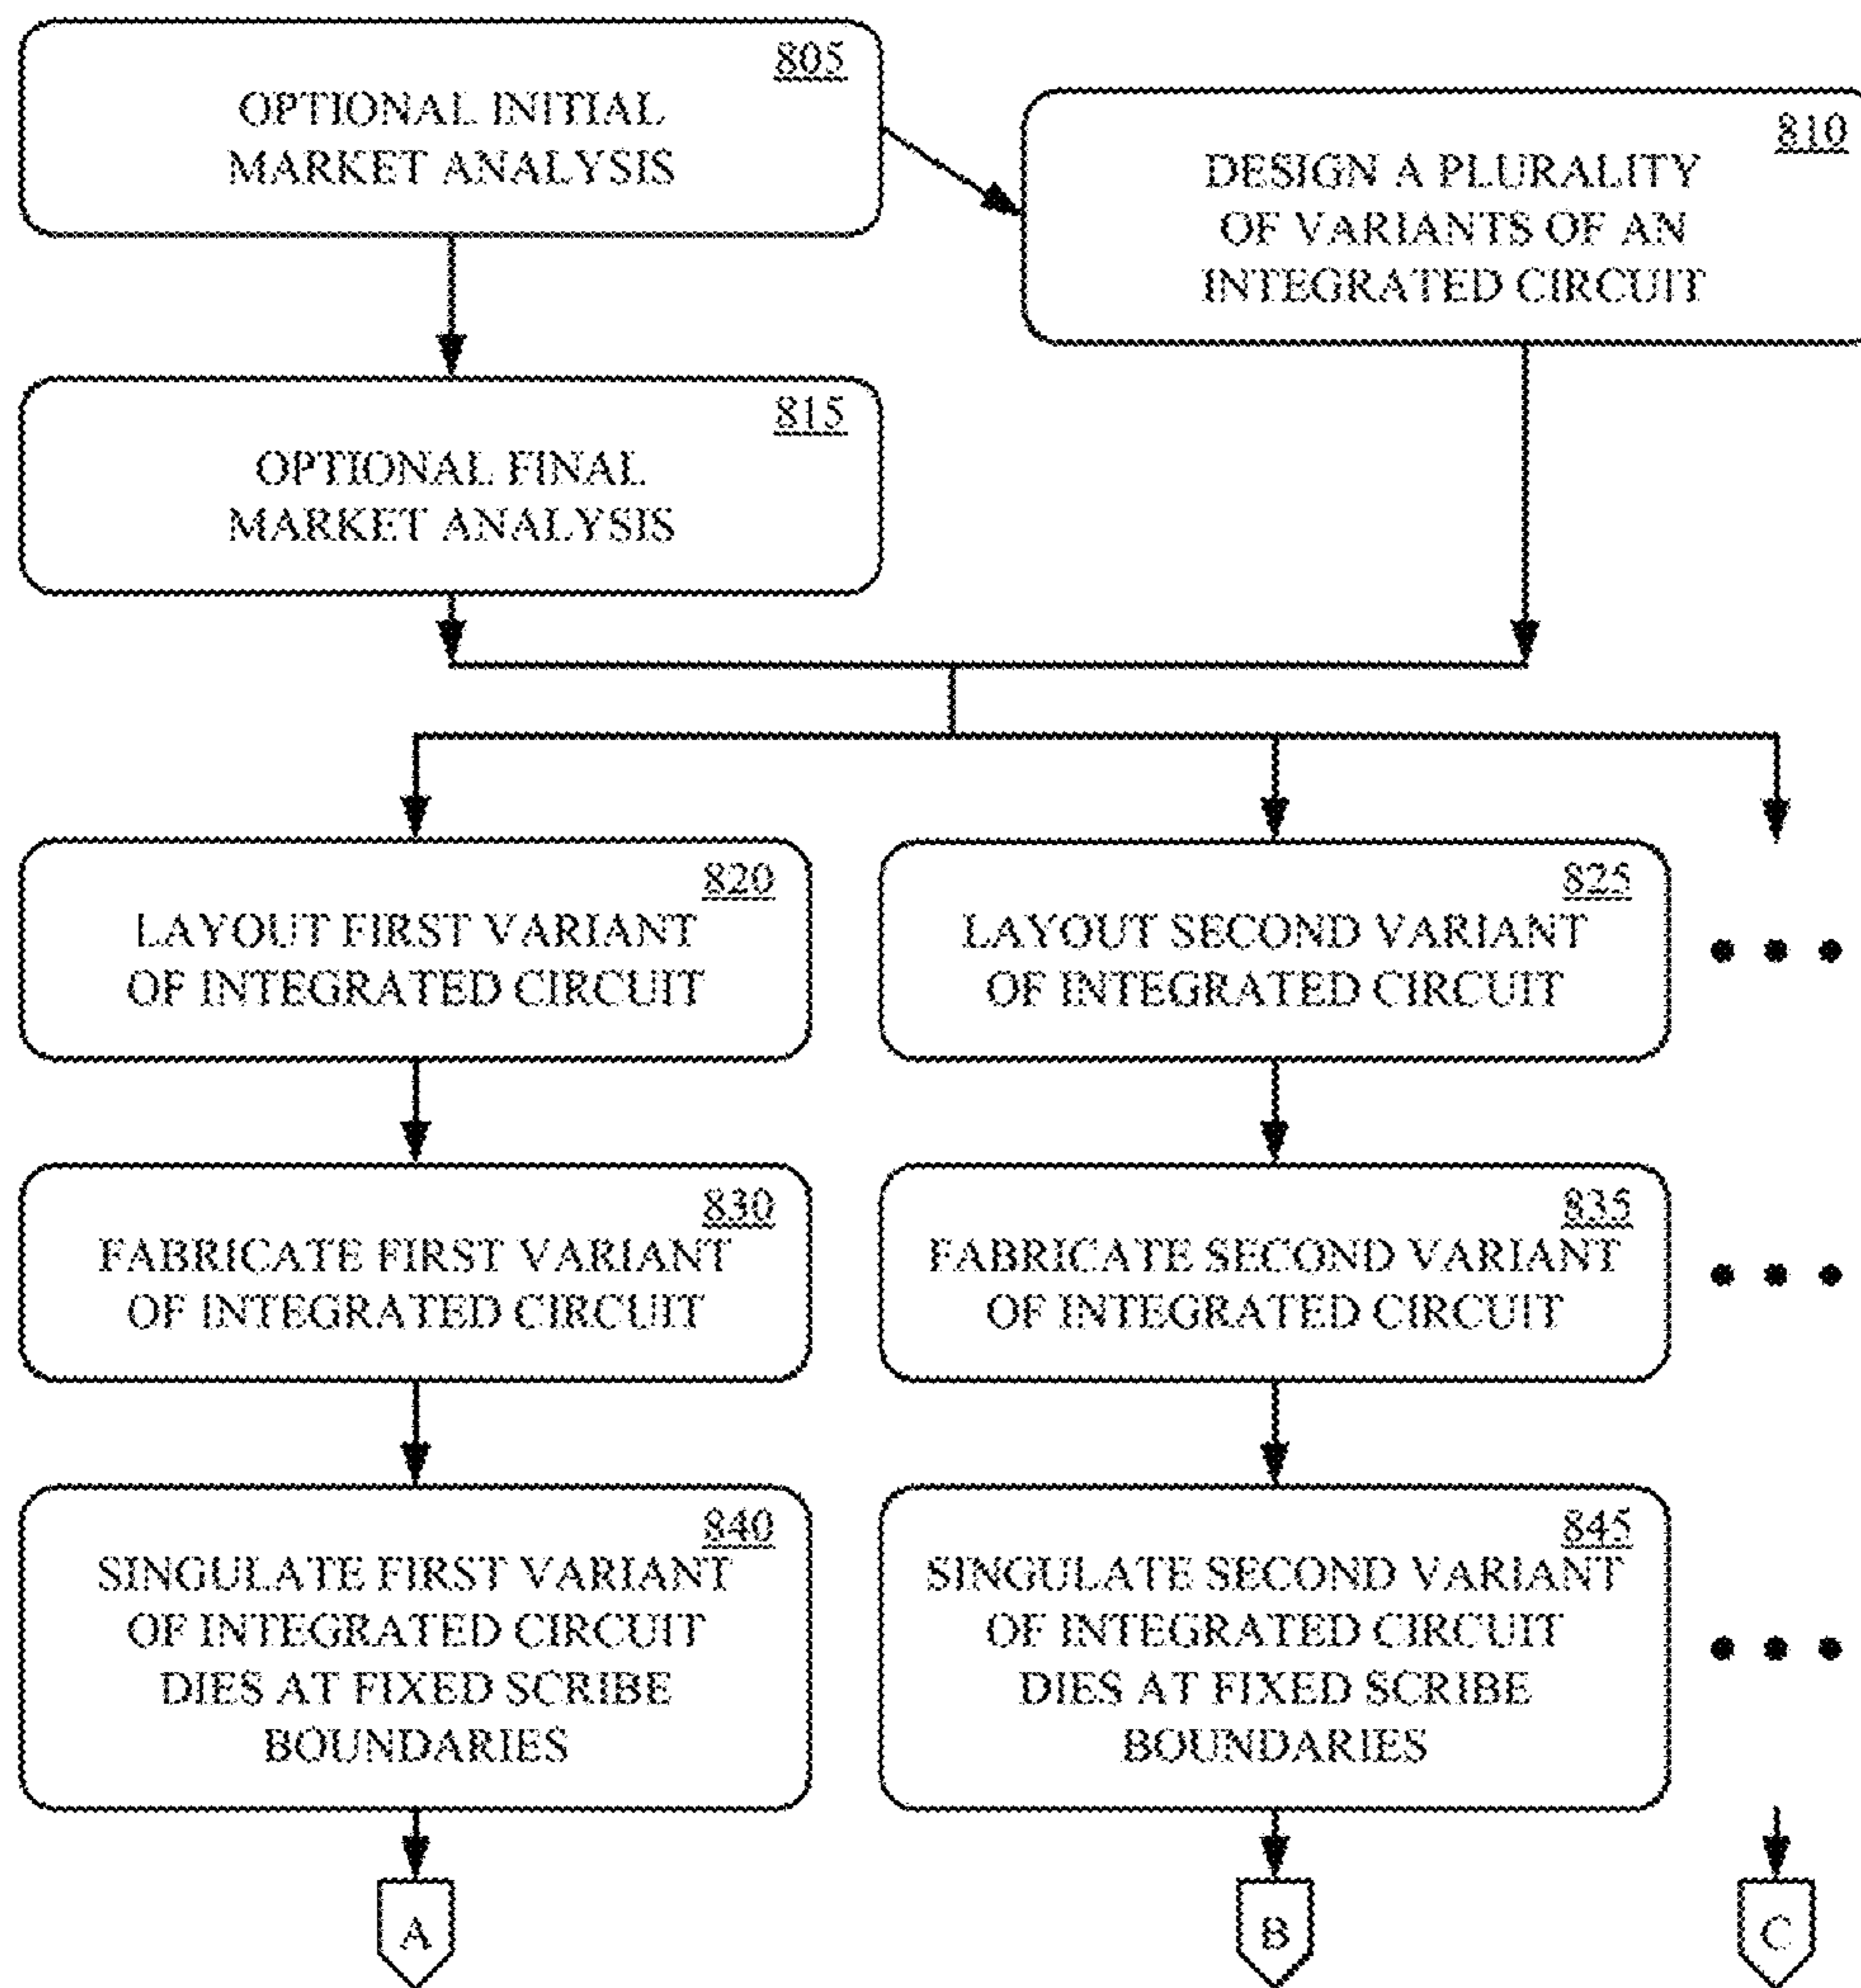 805
OPTIONAL INITIAL
MARKET ANALYSIS
810
DESIGN A PLURALITY
OF VARIANTS OF AN
INTEGRATED CIRCUIT
815
OPTIONAL FINAL
MARKET ANALYSIS
820
LAYOUT FIRST VARIANT
OF INTEGRATED CIRCUIT
825
LAYOUT SECOND VARIANT
OF INTEGRATED CIRCUIT
830
FABRICATE FIRST VARIANT
OF INTEGRATED CIRCUIT
835
FABRICATE SECOND VARIANT
OF INTEGRATED CIRCUIT
840
SINGULATE FIRST VARIANT
OF INTEGRATED CIRCUIT
DIES AT FIXED SCRIBE
BOUNDARIES
845
SINGULATE SECOND VARIANT
OF INTEGRATED CIRCUIT
DIES AT FIXED SCRIBE
BOUNDARIES
A
B
C